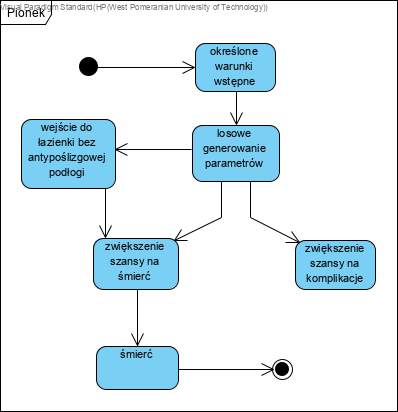 Visual Paradigm Standard(HP(West Pomeranian University of Technology))
Pionek
określone
warunki
wstępne
wejście do
łazienki bez
antypoślizgowej
podłogi
losowe
generowanie
parametrów
zwiększenie
szansy na
śmierć
zwiększenie
szansy na
komplikacje
śmierć